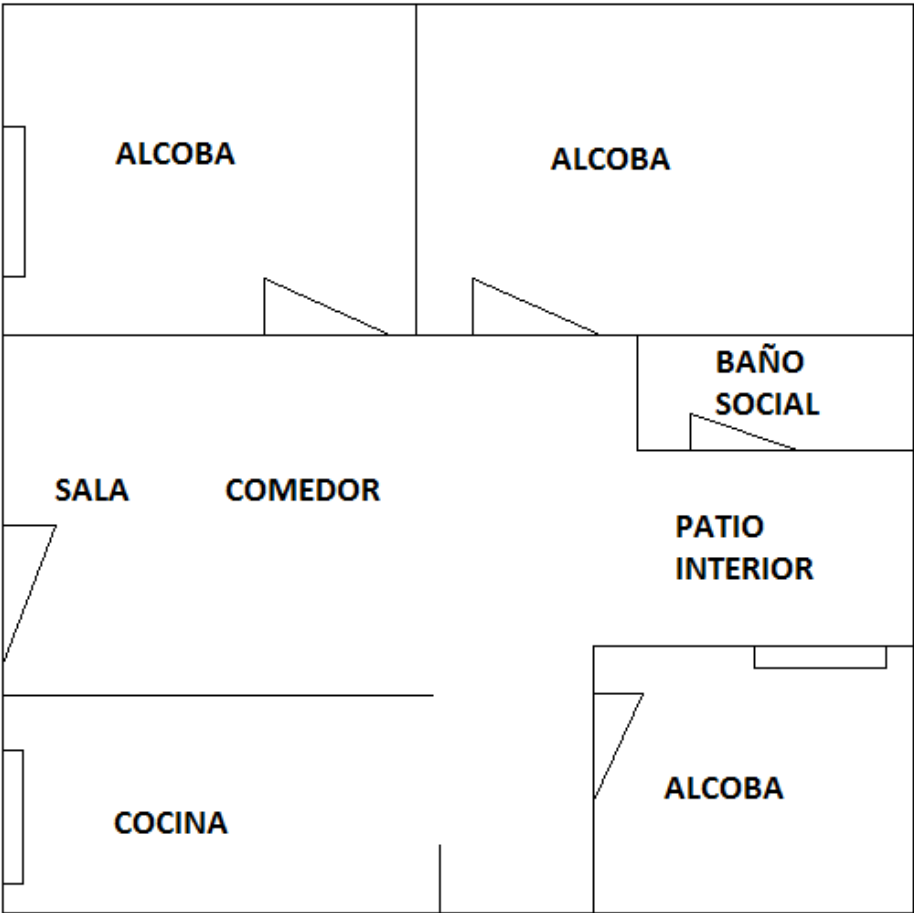 ALCOBA
ALCOBA
BAÑO
SOCIAL
SALA
COMEDOR
PATIO
INTERIOR
ALCOBA
COCINA